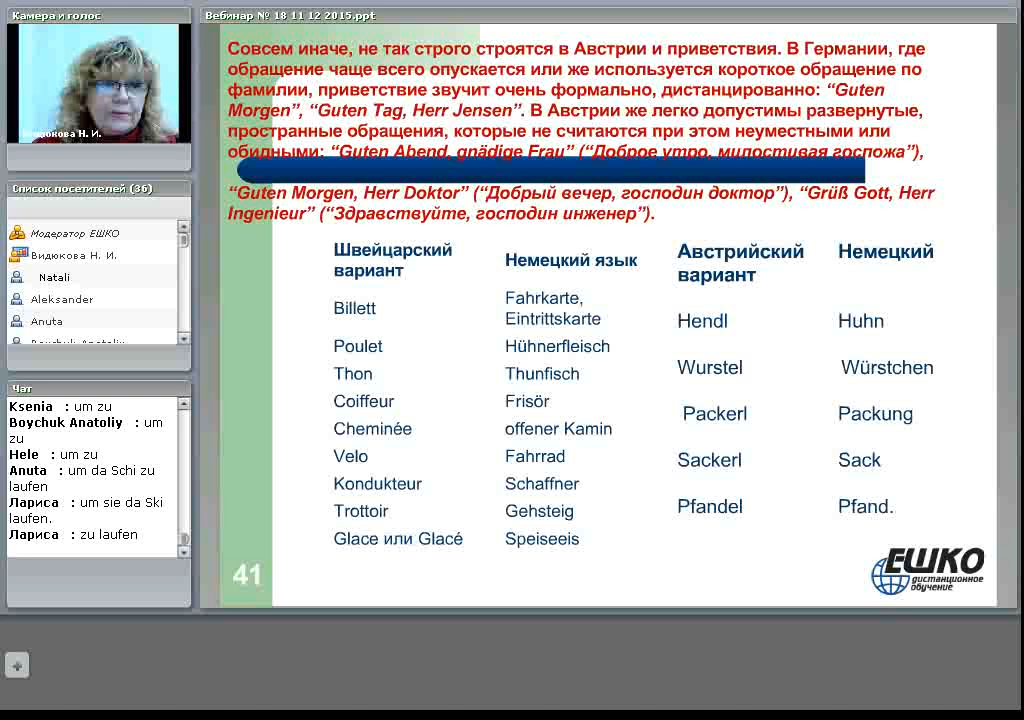 Камера и голос
Видюкова Н. И.
Список посетителей (36)
Модератор ЕШКО
Видюкова Н. И.
Natali
Aleksander
Anuta
Boychuk Anatoliy
Чат
Ksenia : um zu
Boychuk Anatoliy : um
zu
Hele : um zu
Anuta : um da Schi zu
laufen
Лариса : um sie da Ski
laufen.
Лариса : zu laufen
Вебинар № 18 11 12 2015.ppt
Совсем иначе, не так строго строятся в Австрии и приветствия. В Германии, где
обращение чаще всего опускается или же используется короткое обращение по
фамилии, приветствие звучит очень формально, дистанцированно: “Guten
Morgen”, “Guten Tag, Herr Jensen”. В Австрии же легко допустимы развернутые,
пространные обращения, которые не считаются при этом неуместными или
обидными: “Guten Abend, gnädige Frau” (“Доброе утро, милостивая госпожа”),
“Guten Morgen, Herr Doktor” (“Добрый вечер, господин доктор”), “Grüß Gott, Herr
Ingenieur” (“Здравствуйте, господин инженер”).
Швейцарский
вариант
Немецкий язык
Billett
Fahrkarte,
Eintrittskarte
Poulet
Hühnerfleisch
Thon
Thunfisch
Coiffeur
Frisör
Cheminée
offener Kamin
Velo
Fahrrad
Kondukteur
Schaffner
Trottoir
Gehsteig
Glace или Glacé
Speiseeis
Австрийский
вариант
Немецкий
Hendl
Huhn
Wurstel
Würstchen
Packerl
Packung
Sackerl
Sack
Pfandel
Pfand.
41
ЕШКО
дистанционное
обучение